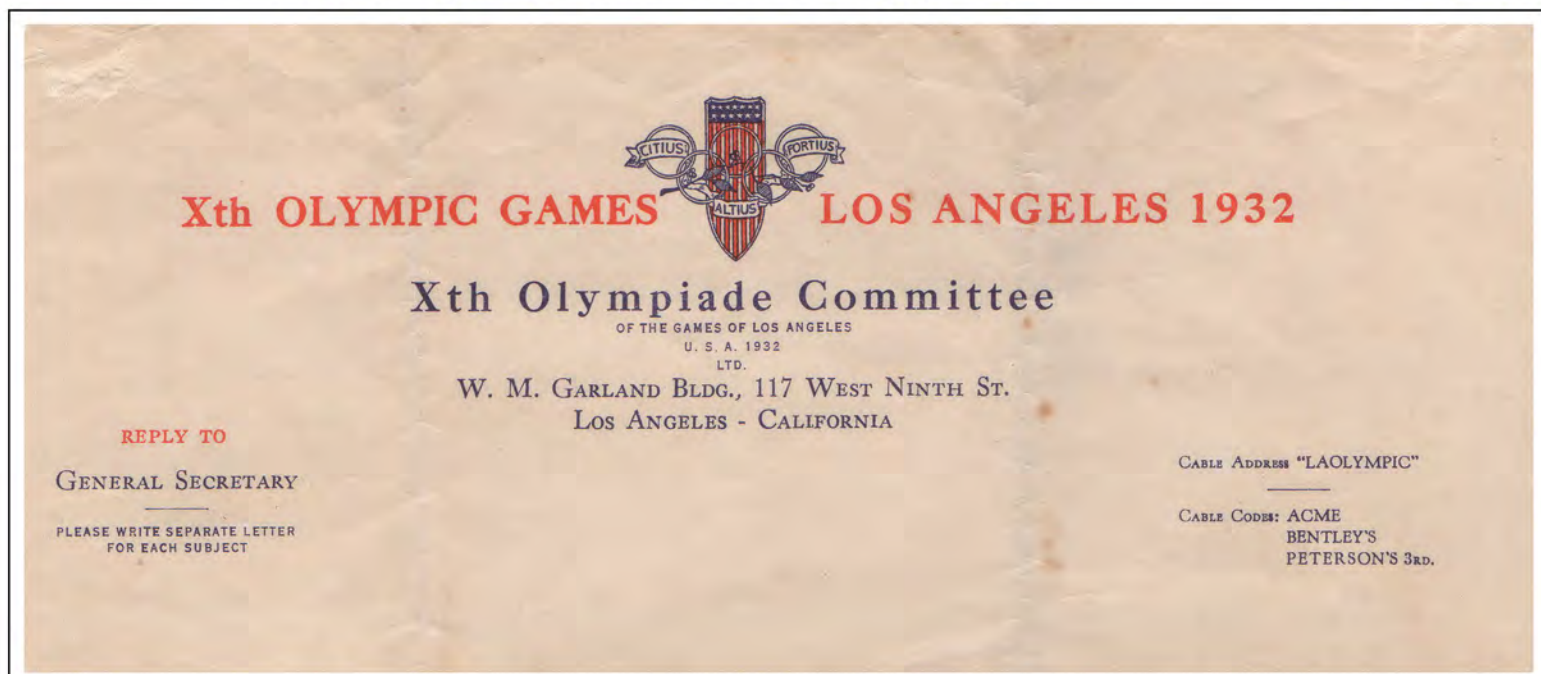 CITIUS
FORTIUS
ALTIUS
Xth OLYMPIC GAMES LOS ANGELES 1932
Xth Olympiade Committee
OF THE GAMES OF LOS ANGELES
U. S. A. 1932
LTD.
W. M. GARLAND BLDG., 117 WEST NINTH ST.
LOS ANGELES - CALIFORNIA
REPLY TO
GENERAL SECRETARY
PLEASE WRITE SEPARATE LETTER
FOR EACH SUBJECT
CABLE ADDRESS "LAOLYMPIC"
CABLE CODES: ACME
BENTLEY'S
PETERSON'S 3RD.